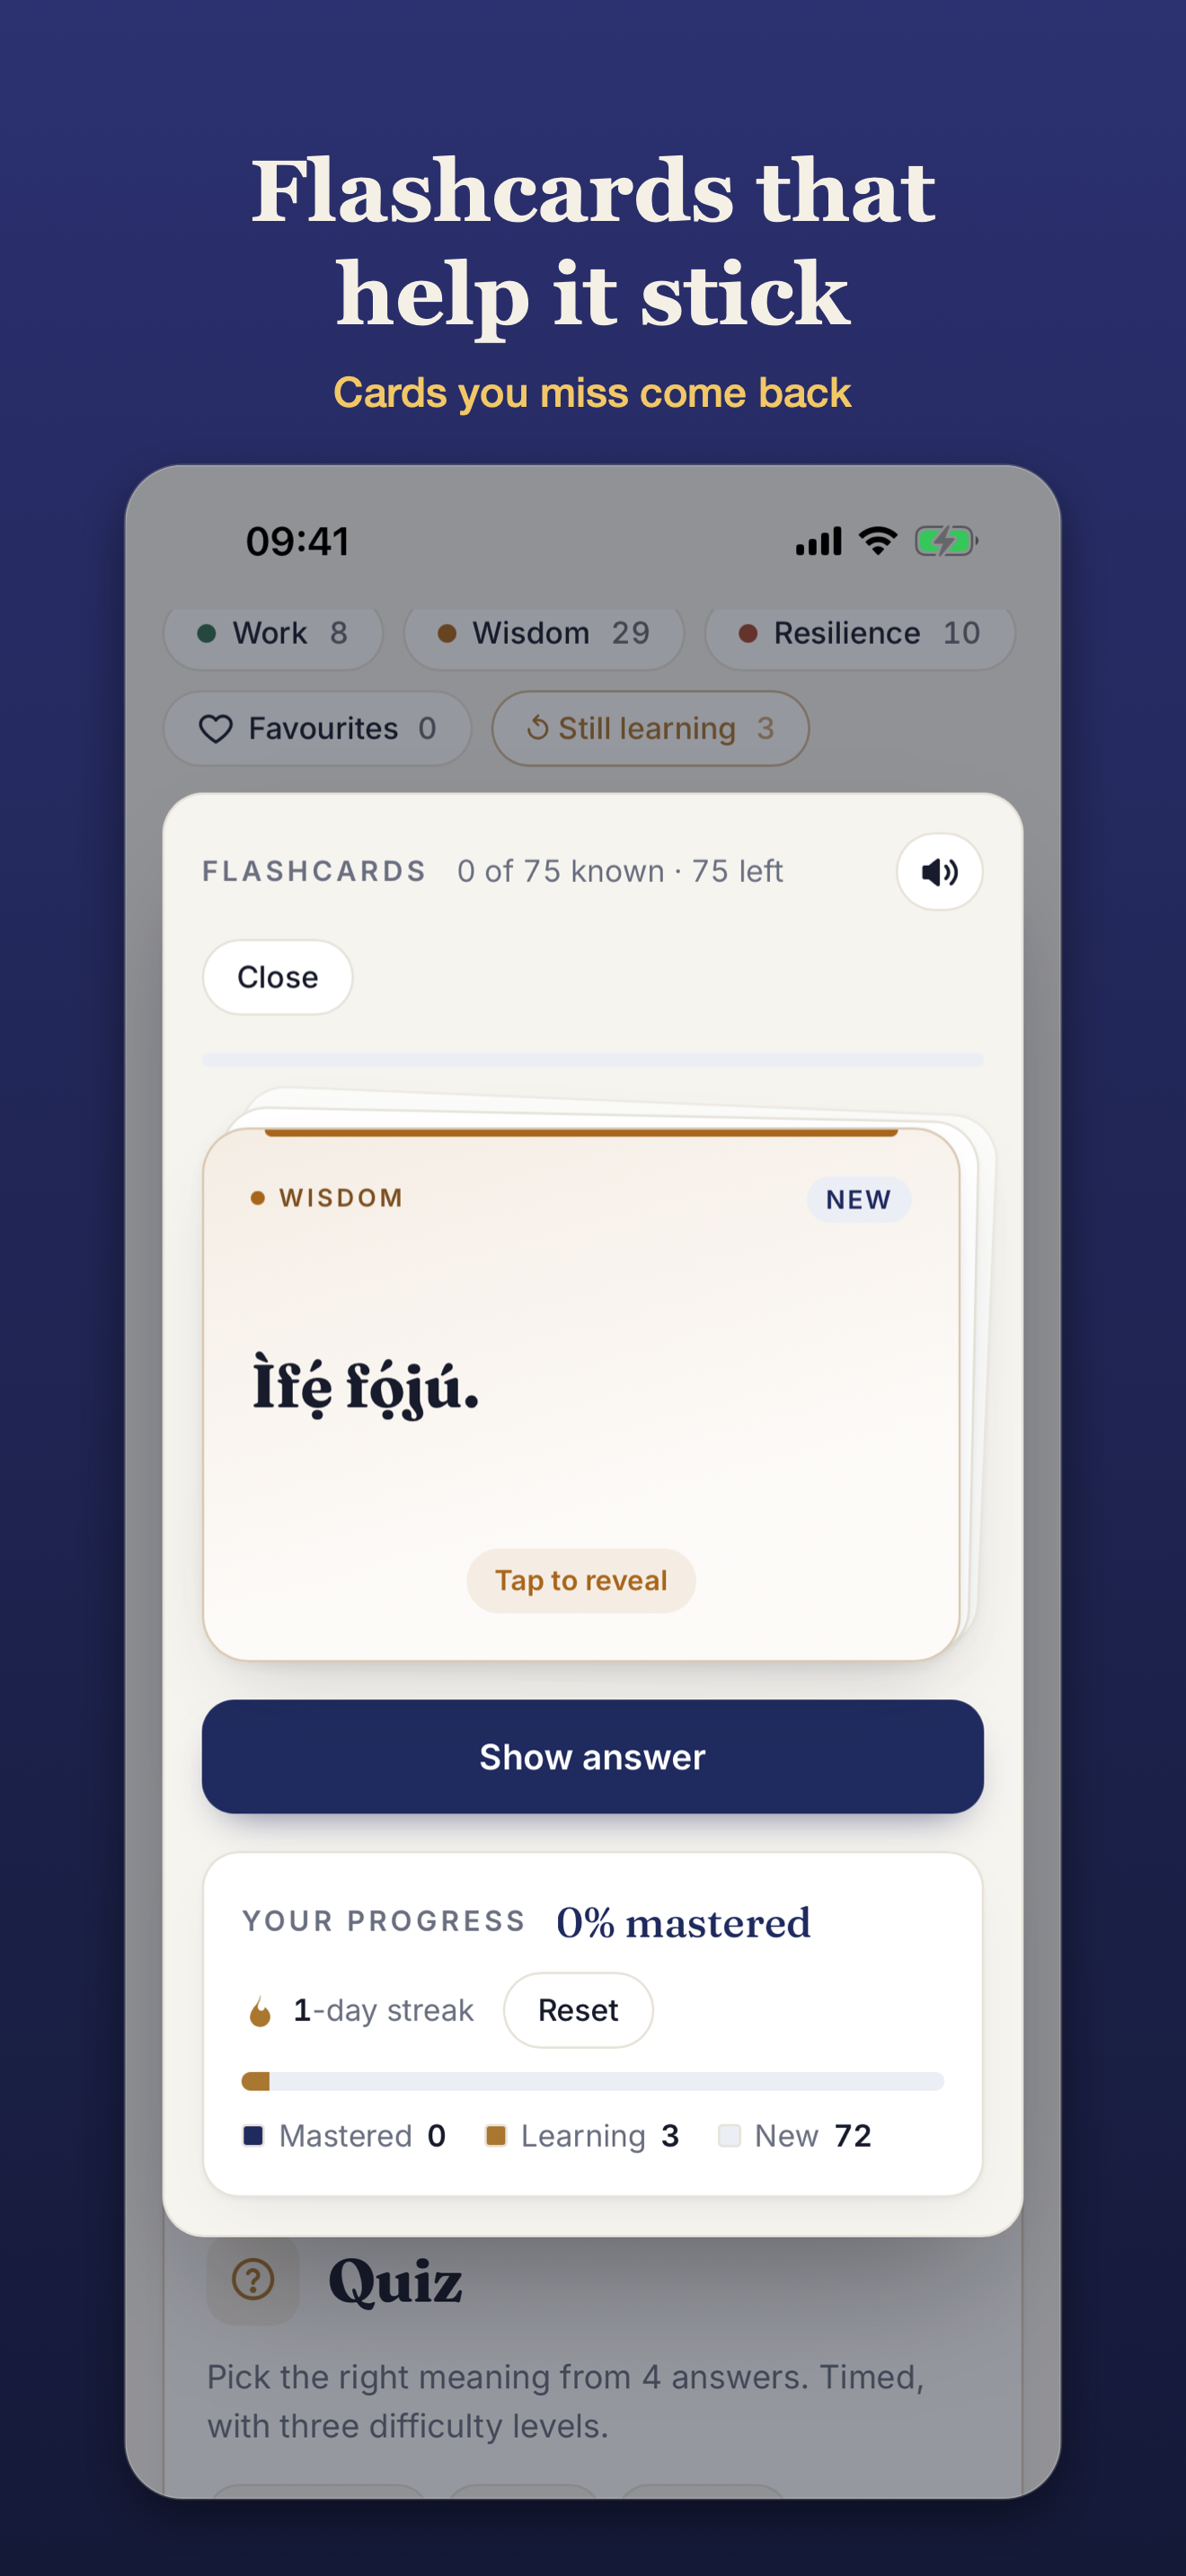 Flashcards that
help it stick
Cards you miss come back
09:41
Work 8 Wisdom 29 Resilience 10
Favourites 0 Still learning 3
FLASHCARDS 0 of 75 known · 75 left
Close
WISDOM NEW
Ìfẹ́ fọ́jú.
Tap to reveal
Show answer
YOUR PROGRESS 0% mastered
1-day streak Reset
Mastered 0 Learning 3 New 72
Quiz
Pick the right meaning from 4 answers. Timed,
with three difficulty levels.